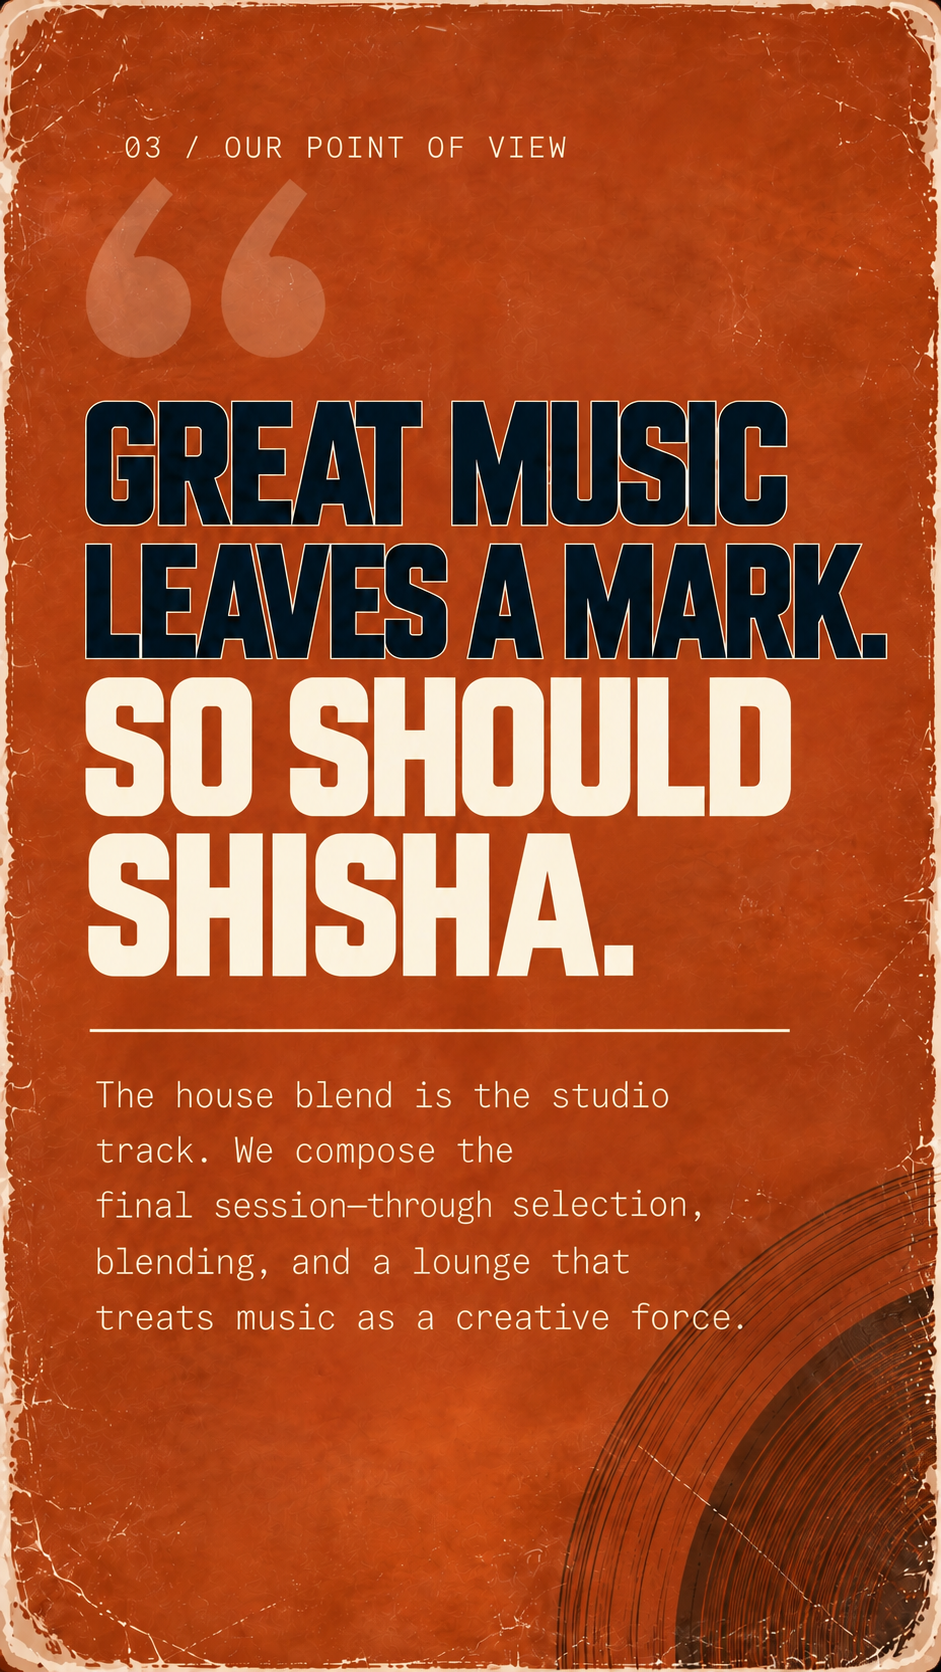 03 / OUR POINT OF VIEW
“
GREAT MUSIC
LEAVES A MARK.
SO SHOULD
SHISHA.
The house blend is the studio
track. We compose the
final session—through selection,
blending, and a lounge that
treats music as a creative force.